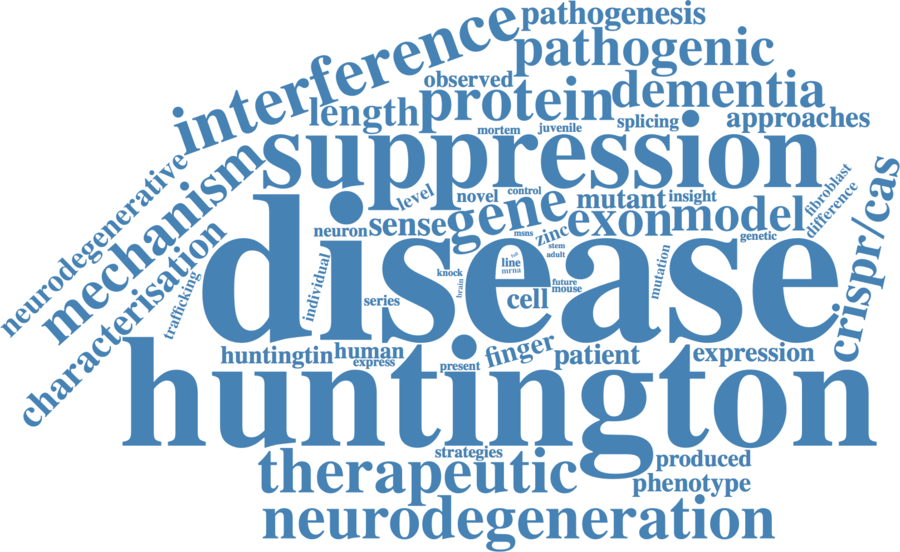 pathogenesis
interference
pathogenic
observed
dementia
protein
length
approaches
splicing
juvenile
mortem
suppression
neurodegenerative
mechanism
level
novel
control
mutant
insight
fibroblast
difference
crispr/cas
gene
exon
model
sense
neuron
msns
zinc
genetic
stem
adult
disease
characterisation
trafficking
individual
series
knock
brain
full
line
mrna
cell
future
mouse
mutation
huntingtin
human
express
present
finger
patient
expression
huntington
strategies
therapeutic
produced
phenotype
neurodegeneration